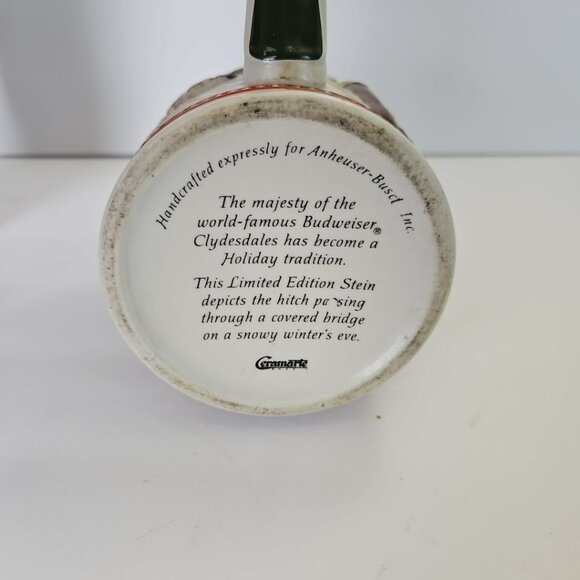 Handcrafted expressly for Anheuser-Busch Inc.
The majesty of the
world-famous Budweiser®
Clydesdales has become a
Holiday tradition.
This Limited Edition Stein
depicts the hitch passing
through a covered bridge
on a snowy winter's eve.
Ceramarte